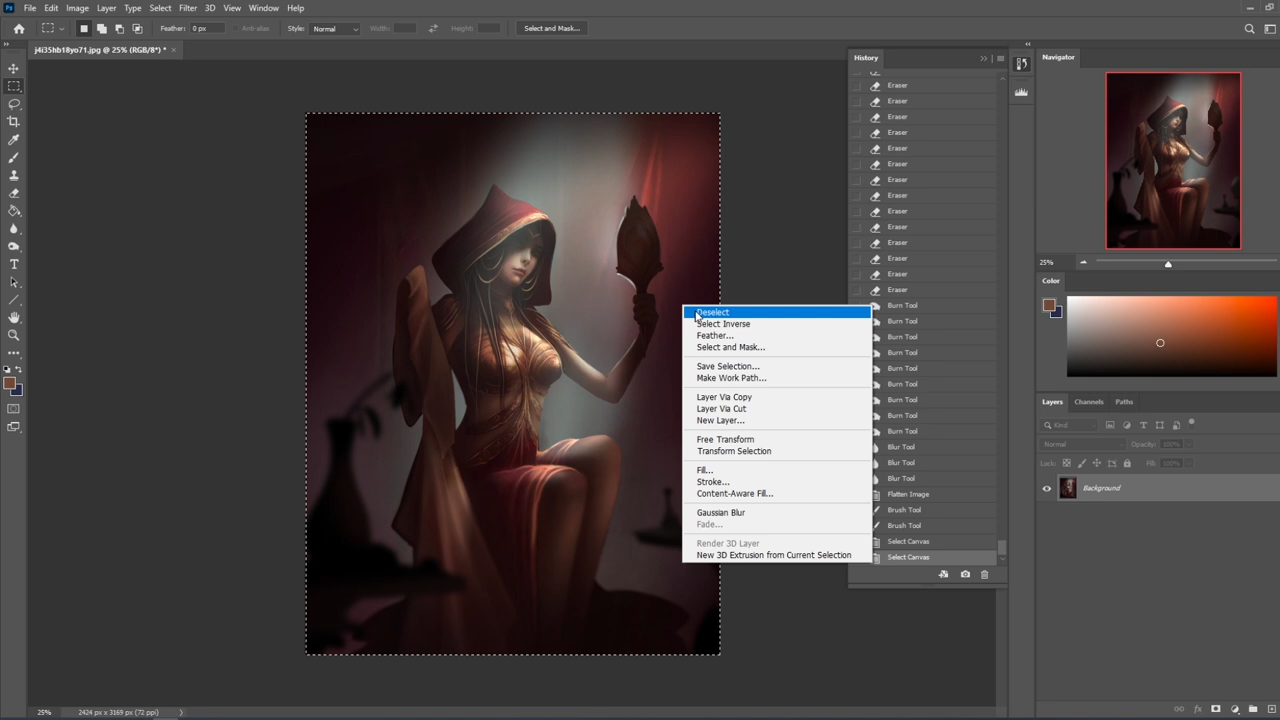 Ps File Edit Image Layer Type Select Filter 3D View Window Help
Feather: 0 px Anti-alias Style: Normal Width: Height: Select and Mask...
j4i35hb18yo71.jpg @ 25% (RGB/8*) * ×
History
Eraser
Eraser
Eraser
Eraser
Eraser
Eraser
Eraser
Eraser
Eraser
Eraser
Eraser
Eraser
Eraser
Eraser
Burn Tool
Burn Tool
Burn Tool
Burn Tool
Burn Tool
Burn Tool
Burn Tool
Burn Tool
Burn Tool
Blur Tool
Blur Tool
Blur Tool
Flatten Image
Brush Tool
Brush Tool
Select Canvas
Select Canvas
Deselect
Select Inverse
Feather...
Select and Mask...
Save Selection...
Make Work Path...
Layer Via Copy
Layer Via Cut
New Layer...
Free Transform
Transform Selection
Fill...
Stroke...
Content-Aware Fill...
Gaussian Blur
Fade...
Render 3D Layer
New 3D Extrusion from Current Selection
Navigator
25%
Color
Layers Channels Paths
Kind
Normal Opacity: 100%
Lock: Fill: 100%
Background
25% 2424 px x 3169 px (72 ppi)